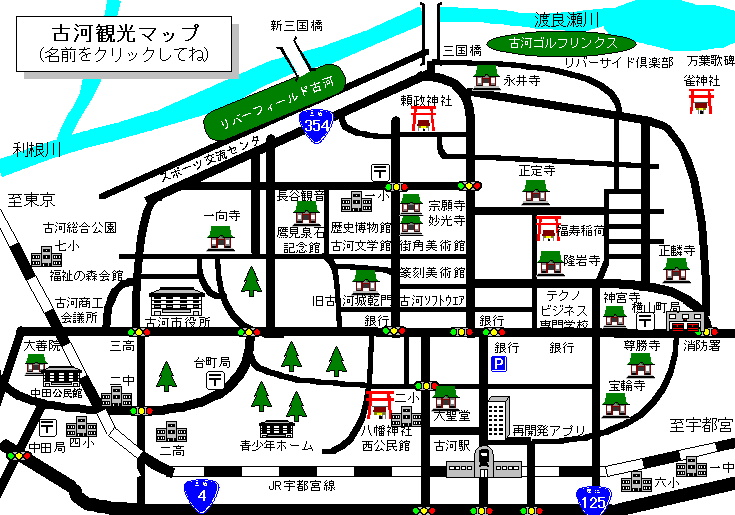 古河観光マップ
(名前をクリックしてね)
新三国橋
渡良瀬川
三国橋
古河ゴルフリンクス
リバーサイド倶楽部
万葉歌碑
雀神社
永井寺
リバーフィールド古河
頼政神社
354
利根川
スポーツ交流センタ
至東京
正定寺
長谷観音
一小
宗願寺
妙光寺
一向寺
鷹見泉石
記念館
歴史博物館
古河文学館
街角美術館
福寿稲荷
古河総合公園
七小
隆岩寺
正麟寺
福祉の森会館
篆刻美術館
古河商工
会議所
旧古河城乾門
古河ソフトウエア
テクノ
ビジネス
専門学校
神宮寺
横山町局
古河市役所
銀行
銀行
大善院
三高
台町局
銀行
銀行
尊勝寺
消防署
中田公民館
二中
二小
宝輪寺
大聖堂
八幡神社
西公民館
再開発アプリ
至宇都宮
中田局
四小
二高
青少年ホーム
古河駅
一中
六小
JR宇都宮線
4
125
P